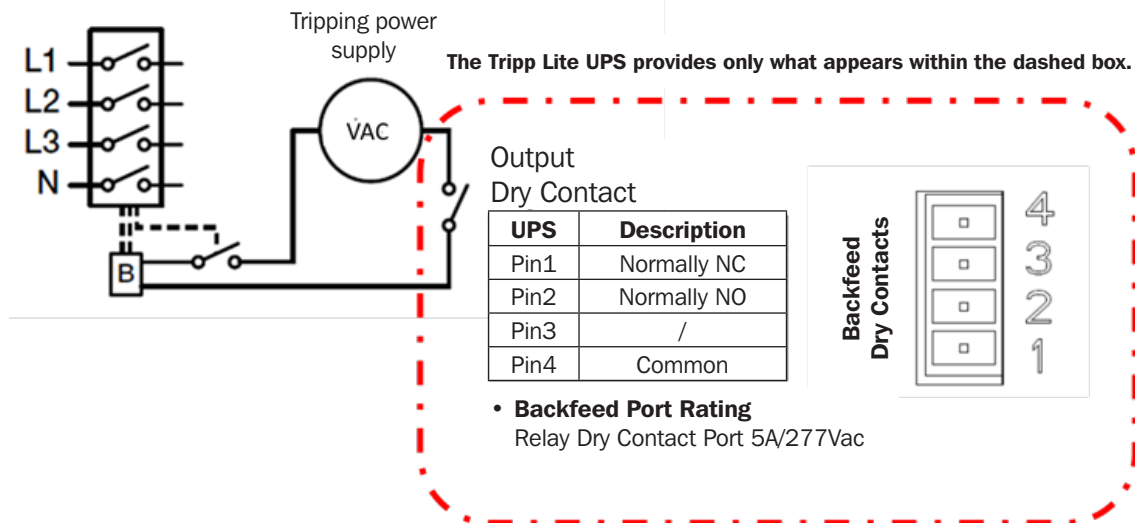 Tripping power
supply
The Tripp Lite UPS provides only what appears within the dashed box.
L1
L2
L3
N
VAC
B
Output
Dry Contact
UPS Description
Pin1 Normally NC
Pin2 Normally NO
Pin3 /
Pin4 Common
• Backfeed Port Rating
Relay Dry Contact Port 5A/277Vac
Backfeed
Dry Contacts
4
3
2
1